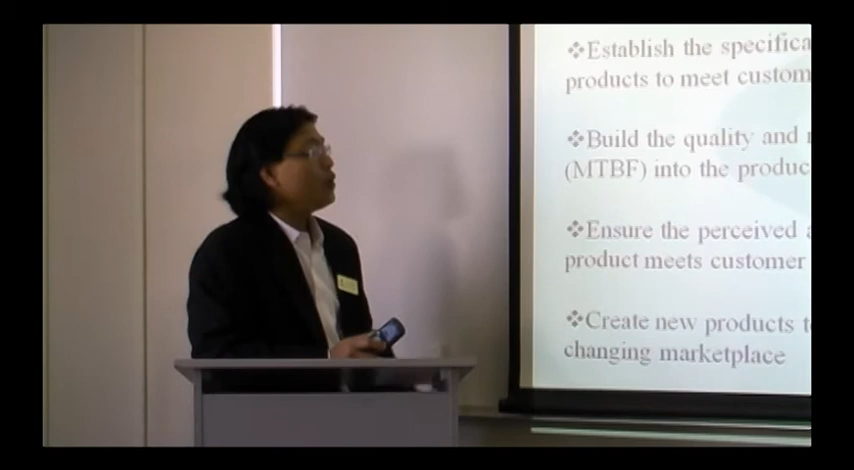 ❖Establish the specifica
products to meet custom
❖Build the quality and
(MTBF) into the produc
❖Ensure the perceived a
product meets customer
❖Create new products t
changing marketplace